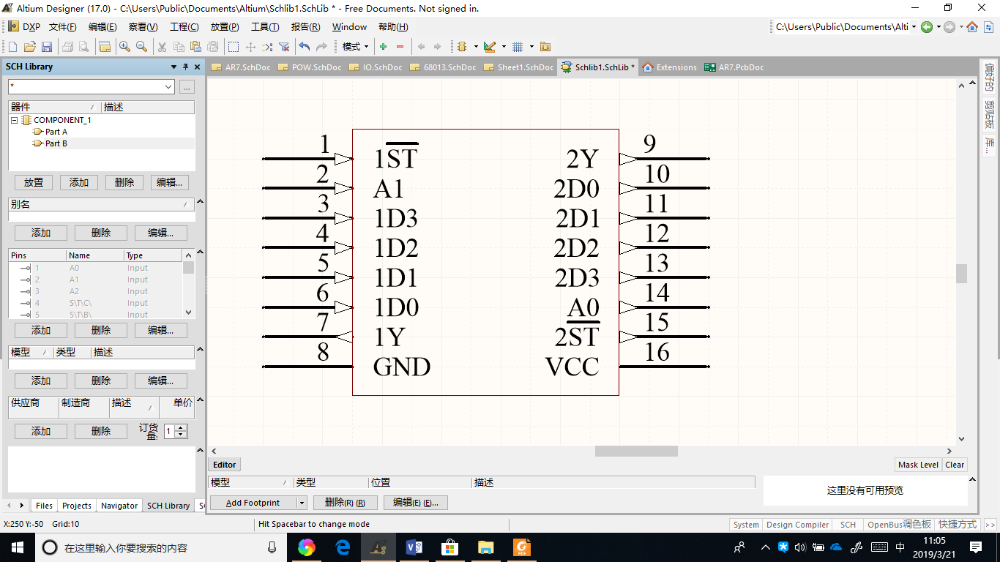 Altium Designer (17.0) - C:\Users\Public\Documents\Altium\Schlib1.SchLib * - Free Documents. Not signed in.
DXP 文件(F) 编辑(E) 察看(V) 工程(C) 放置(P) 工具(T) 报告(R) Window 帮助(H) C:\Users\Public\Documents\Alti
模式
SCH Library AR7.SchDoc POW.SchDoc IO.SchDoc 68013.SchDoc Sheet1.SchDoc Schlib1.SchLib * Extensions AR7.PcbDoc
*
...
器件 描述
COMPONENT_1
Part A
Part B
放置 添加 删除 编辑...
别名
添加 删除 编辑...
Pins Name Type
1 A0 Input
2 A1 Input
3 A2 Input
4 S\T\C\ Input
5 S\T\B\ Input
添加 删除 编辑...
模型 类型 描述
添加 删除 编辑...
供应商 制造商 描述 单价
添加 删除 订货量: 1
1 1S̅T̅ 2Y 9
2 A1 2D0 10
3 1D3 2D1 11
4 1D2 2D2 12
5 1D1 2D3 13
6 1D0 A0 14
7 1Y 2S̅T̅ 15
8 GND VCC 16
偏好的
剪贴板
库...
Editor Mask Level Clear
模型 类型 位置 描述
这里没有可用预览
Add Footprint 删除(R) (R) 编辑(E) (E)...
Files Projects Navigator SCH Library
X:250 Y:-50 Grid:10 Hit Spacebar to change mode System Design Compiler SCH OpenBus调色板 快捷方式 >>
在这里输入你要搜索的内容
中
11:05
2019/3/21